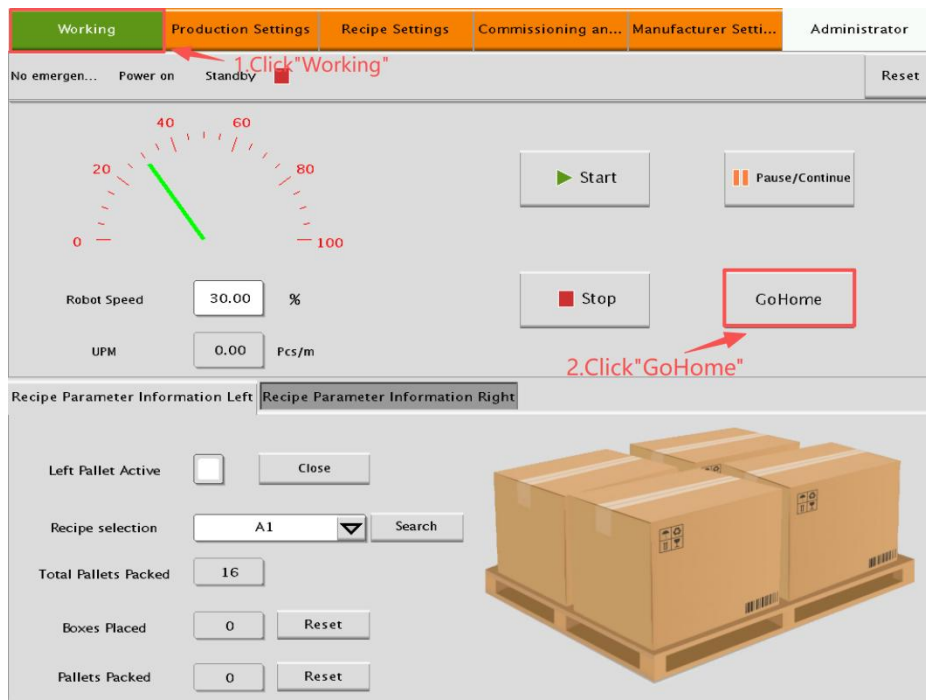 Working Production Settings Recipe Settings Commissioning an... Manufacturer Setti... Administrator
1.Click"Working"
No emergen... Power on Standby Reset
0 20 40 60 80 100
Start Pause/Continue
Robot Speed 30.00 % Stop GoHome
UPM 0.00 Pcs/m
2.Click"GoHome"
Recipe Parameter Information Left Recipe Parameter Information Right
Left Pallet Active Close
Recipe selection A1 Search
Total Pallets Packed 16
Boxes Placed 0 Reset
Pallets Packed 0 Reset